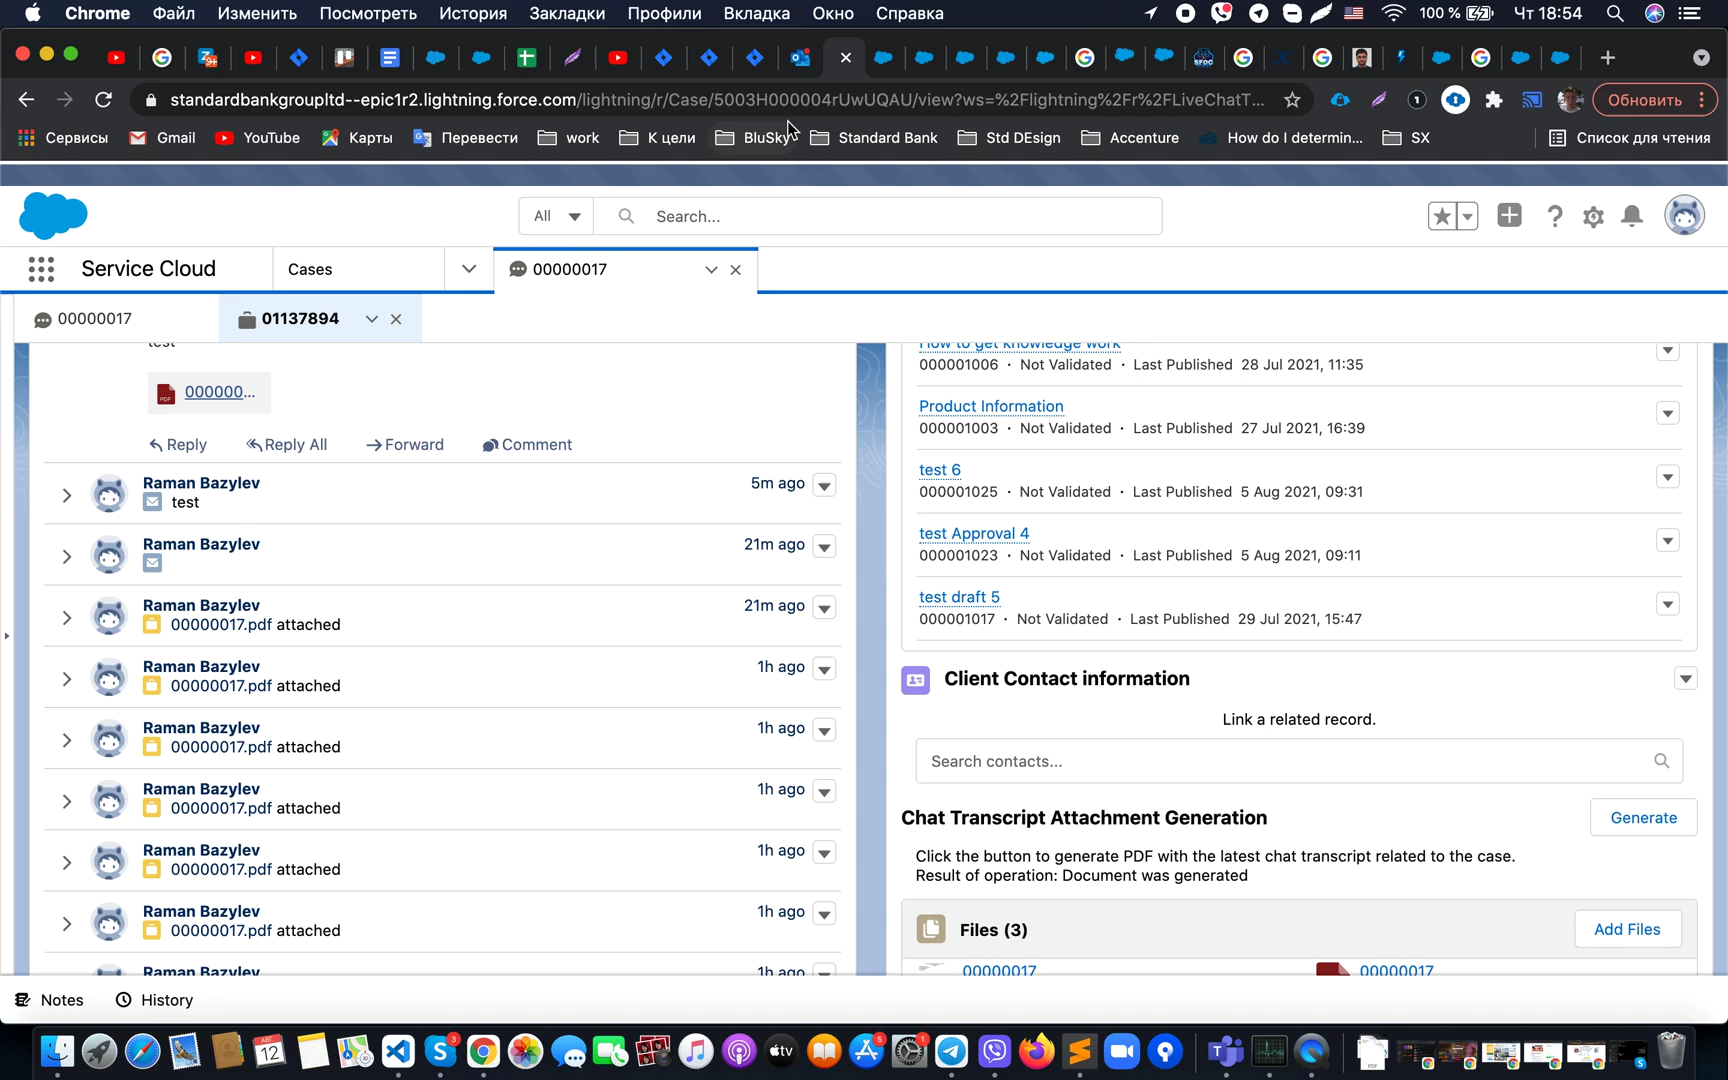 Chrome Файл Изменить Посмотреть История Закладки Профили Вкладка Окно Справка 100 % Чт 18:54
standardbankgroupltd--epic1r2.lightning.force.com/lightning/r/Case/5003H000004rUwUQAU/view?ws=%2Flightning%2Fr%2FLiveChatT... Обновить
Сервисы Gmail YouTube Карты Перевести work К цели BluSky Standard Bank Std DEsign Accenture How do I determin... SX Список для чтения
All Search...
Service Cloud Cases 00000017
00000017 01137894
test
000000...
Reply Reply All Forward Comment
Raman Bazylev 5m ago
test
Raman Bazylev 21m ago
Raman Bazylev 21m ago
00000017.pdf attached
Raman Bazylev 1h ago
00000017.pdf attached
Raman Bazylev 1h ago
00000017.pdf attached
Raman Bazylev 1h ago
00000017.pdf attached
Raman Bazylev 1h ago
00000017.pdf attached
Raman Bazylev 1h ago
00000017.pdf attached
Raman Bazylev 1h ago
How to get knowledge work
000001006 • Not Validated • Last Published 28 Jul 2021, 11:35
Product Information
000001003 • Not Validated • Last Published 27 Jul 2021, 16:39
test 6
000001025 • Not Validated • Last Published 5 Aug 2021, 09:31
test Approval 4
000001023 • Not Validated • Last Published 5 Aug 2021, 09:11
test draft 5
000001017 • Not Validated • Last Published 29 Jul 2021, 15:47
Client Contact information
Link a related record.
Search contacts...
Chat Transcript Attachment Generation Generate
Click the button to generate PDF with the latest chat transcript related to the case.
Result of operation: Document was generated
Files (3) Add Files
00000017 00000017
Notes History